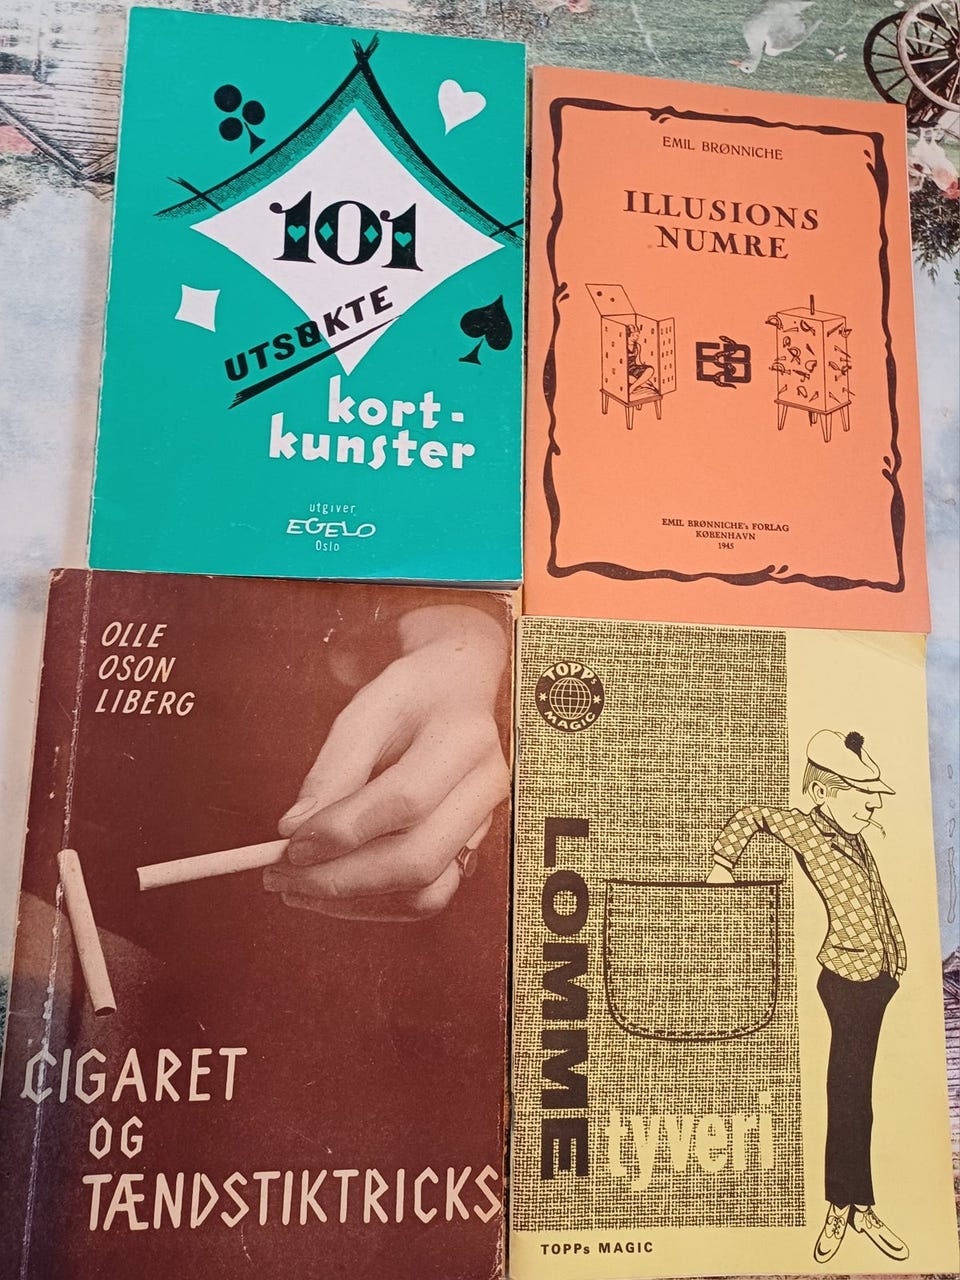 101
UTSØKTE
kort-
kunster
utgiver
EGELO
Oslo
EMIL BRØNNICHE
ILLUSIONS
NUMRE
EB
EMIL BRØNNICHE's FORLAG
KØBENHAVN
1945
OLLE
OSON
LIBERG
CIGARET
OG
TÆNDSTIKTRICKS
TOPPs
MAGIC
LOMME
tyveri
TOPPs MAGIC